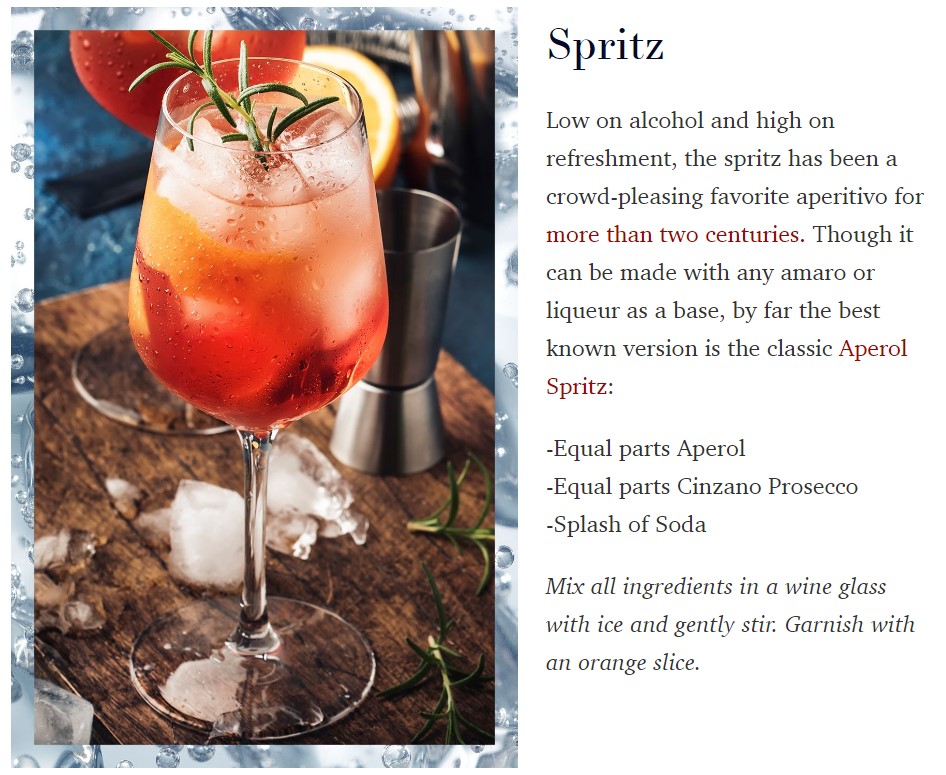 Spritz
Low on alcohol and high on
refreshment, the spritz has been a
crowd-pleasing favorite aperitivo for
more than two centuries. Though it
can be made with any amaro or
liqueur as a base, by far the best
known version is the classic Aperol
Spritz:
-Equal parts Aperol
-Equal parts Cinzano Prosecco
-Splash of Soda
Mix all ingredients in a wine glass
with ice and gently stir. Garnish with
an orange slice.